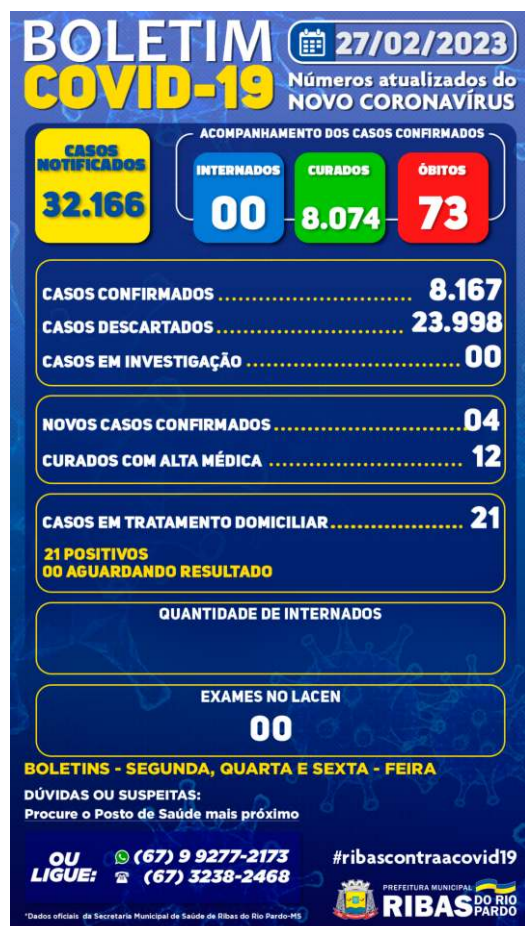 BOLETIM
COVID-19
27/02/2023
Números atualizados do
NOVO CORONAVÍRUS
CASOS
NOTIFICADOS
32.166
ACOMPANHAMENTO DOS CASOS CONFIRMADOS
INTERNADOS
00
CURADOS
8.074
ÓBITOS
73
CASOS CONFIRMADOS ............................ 8.167
CASOS DESCARTADOS ........................... 23.998
CASOS EM INVESTIGAÇÃO ............................... 00
NOVOS CASOS CONFIRMADOS ............................ 04
CURADOS COM ALTA MÉDICA ............................. 12
CASOS EM TRATAMENTO DOMICILIAR .................... 21
21 POSITIVOS
00 AGUARDANDO RESULTADO
QUANTIDADE DE INTERNADOS
EXAMES NO LACEN
00
BOLETINS - SEGUNDA, QUARTA E SEXTA - FEIRA
DÚVIDAS OU SUSPEITAS:
Procure o Posto de Saúde mais próximo
OU
LIGUE:
(67) 9 9277-2173
(67) 3238-2468
#ribascontraacovid19
PREFEITURA MUNICIPAL
RIBAS DO RIO
PARDO
*Dados oficiais da Secretaria Municipal de Saúde de Ribas do Rio Pardo-MS